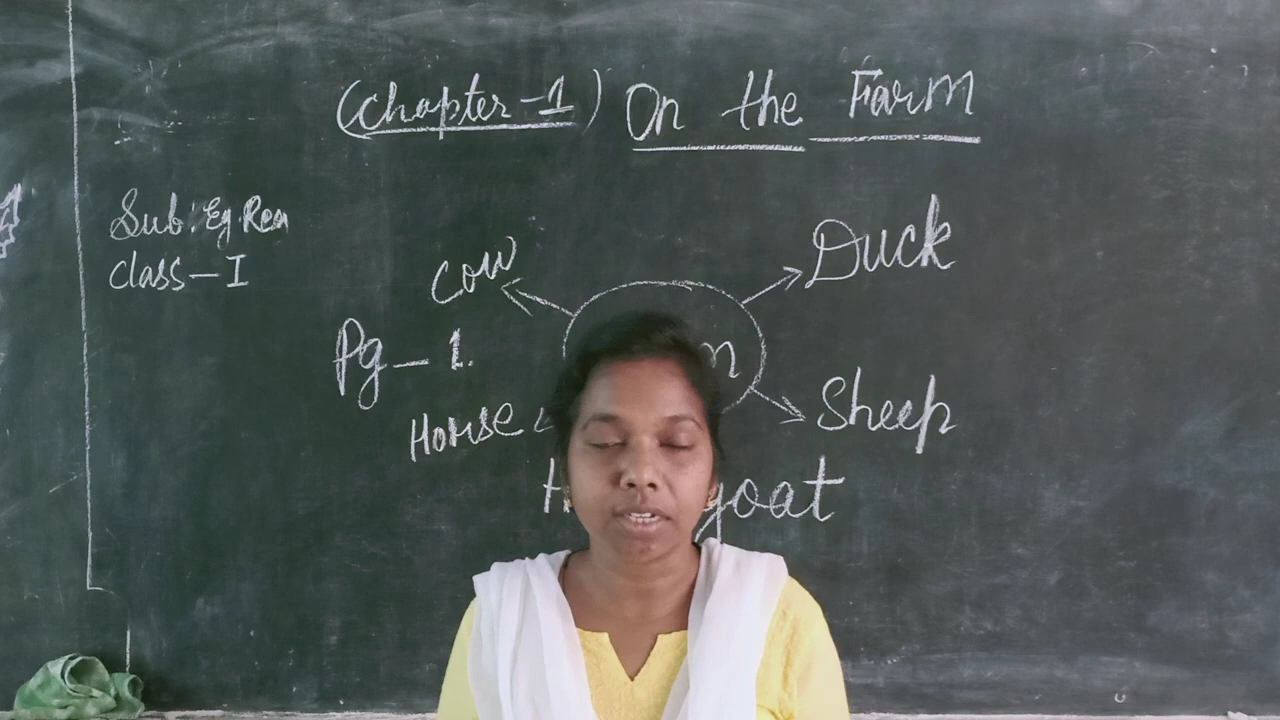 (Chapter-1) On the Farm
Sub: Eg Rea
Class-I
Cow
Duck
Pg-1.
Horse
Sheep
goat